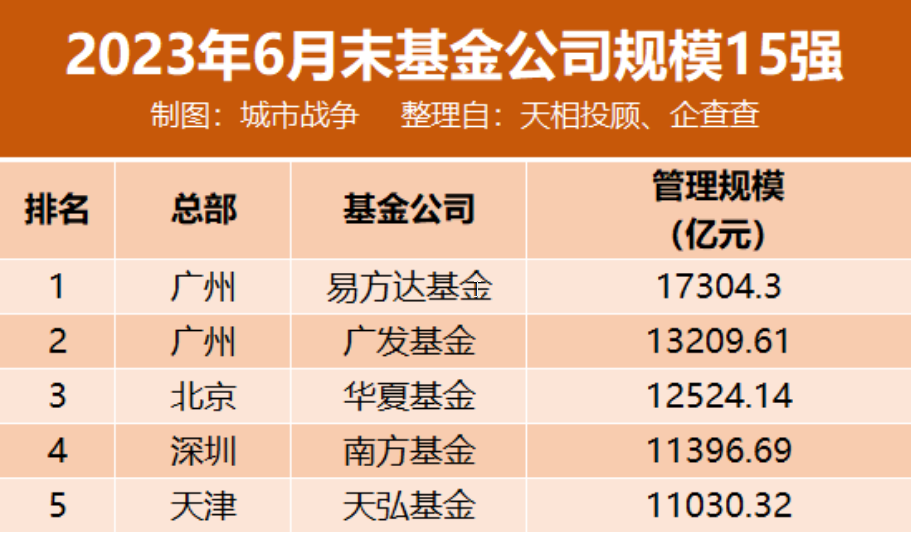 2023年6月末基金公司规模15强
制图：城市战争 整理自：天相投顾、企查查
排名 总部 基金公司 管理规模（亿元）
1 广州 易方达基金 17304.3
2 广州 广发基金 13209.61
3 北京 华夏基金 12524.14
4 深圳 南方基金 11396.69
5 天津 天弘基金 11030.32